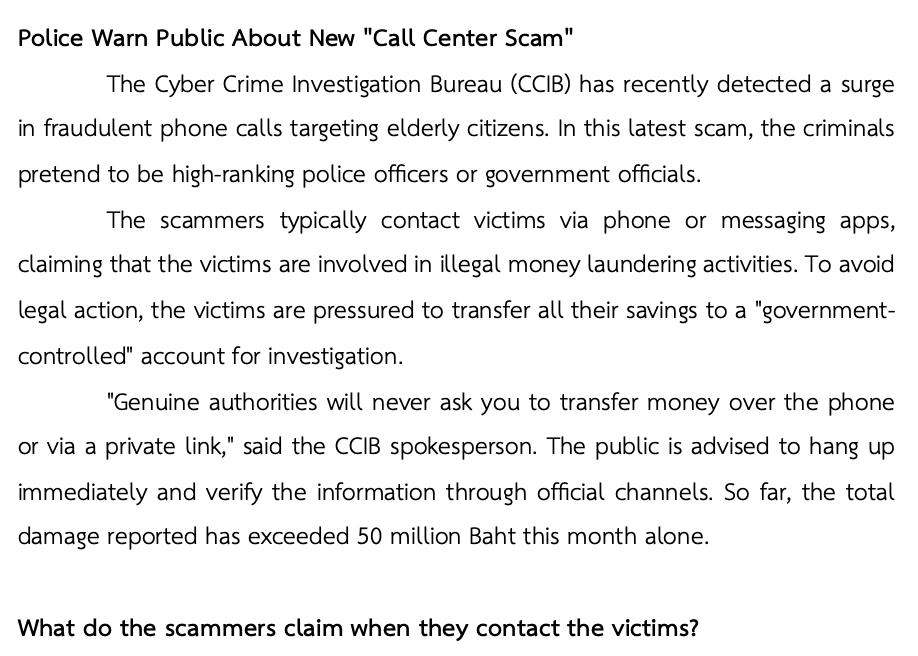 Police Warn Public About New "Call Center Scam"
The Cyber Crime Investigation Bureau (CCIB) has recently detected a surge
in fraudulent phone calls targeting elderly citizens. In this latest scam, the criminals
pretend to be high-ranking police officers or government officials.
The scammers typically contact victims via phone or messaging apps,
claiming that the victims are involved in illegal money laundering activities. To avoid
legal action, the victims are pressured to transfer all their savings to a "government-
controlled" account for investigation.
"Genuine authorities will never ask you to transfer money over the phone
or via a private link," said the CCIB spokesperson. The public is advised to hang up
immediately and verify the information through official channels. So far, the total
damage reported has exceeded 50 million Baht this month alone.
What do the scammers claim when they contact the victims?